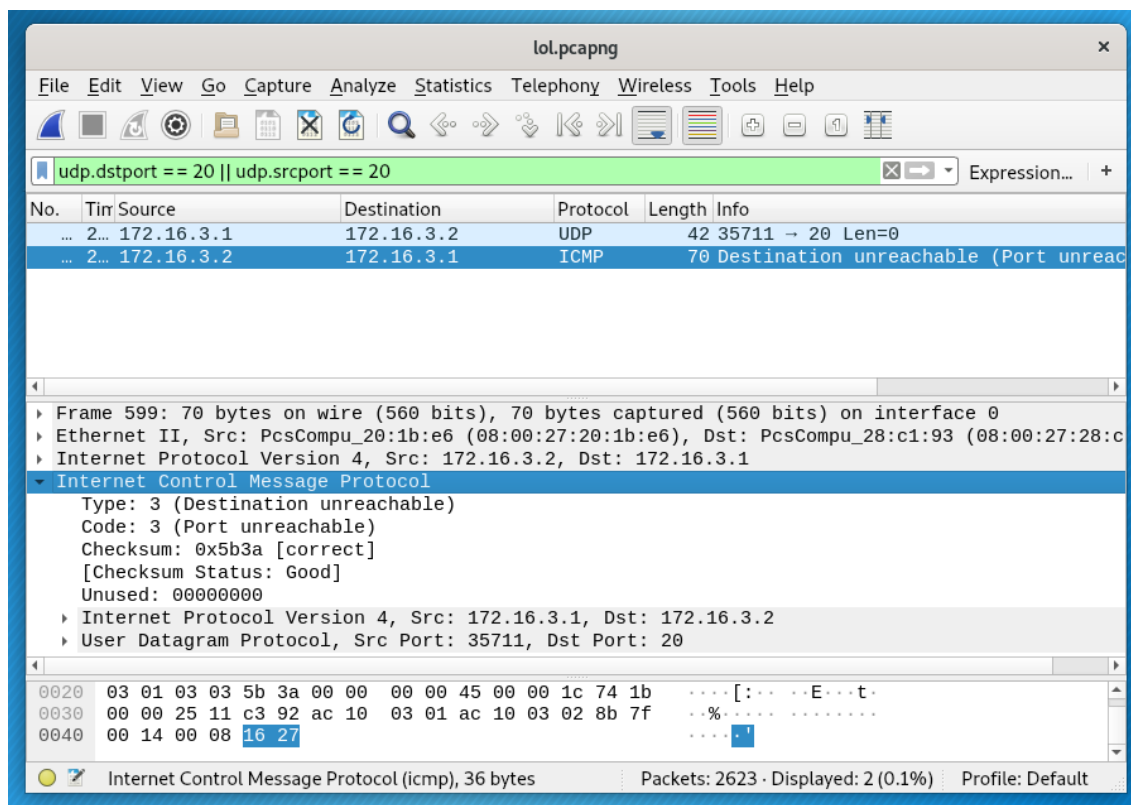 lol.pcapng ×
File Edit View Go Capture Analyze Statistics Telephony Wireless Tools Help
udp.dstport == 20 || udp.srcport == 20 Expression... +
No. Tim Source Destination Protocol Length Info
... 2... 172.16.3.1 172.16.3.2 UDP 42 35711 → 20 Len=0
... 2... 172.16.3.2 172.16.3.1 ICMP 70 Destination unreachable (Port unreac
Frame 599: 70 bytes on wire (560 bits), 70 bytes captured (560 bits) on interface 0
Ethernet II, Src: PcsCompu_20:1b:e6 (08:00:27:20:1b:e6), Dst: PcsCompu_28:c1:93 (08:00:27:28:c
Internet Protocol Version 4, Src: 172.16.3.2, Dst: 172.16.3.1
Internet Control Message Protocol
Type: 3 (Destination unreachable)
Code: 3 (Port unreachable)
Checksum: 0x5b3a [correct]
[Checksum Status: Good]
Unused: 00000000
Internet Protocol Version 4, Src: 172.16.3.1, Dst: 172.16.3.2
User Datagram Protocol, Src Port: 35711, Dst Port: 20
0020 03 01 03 03 5b 3a 00 00 00 00 45 00 00 1c 74 1b ····[:·· ··E···t·
0030 00 00 25 11 c3 92 ac 10 03 01 ac 10 03 02 8b 7f ··%····· ········
0040 00 14 00 08 16 27 ·····'
Internet Control Message Protocol (icmp), 36 bytes Packets: 2623 · Displayed: 2 (0.1%) Profile: Default